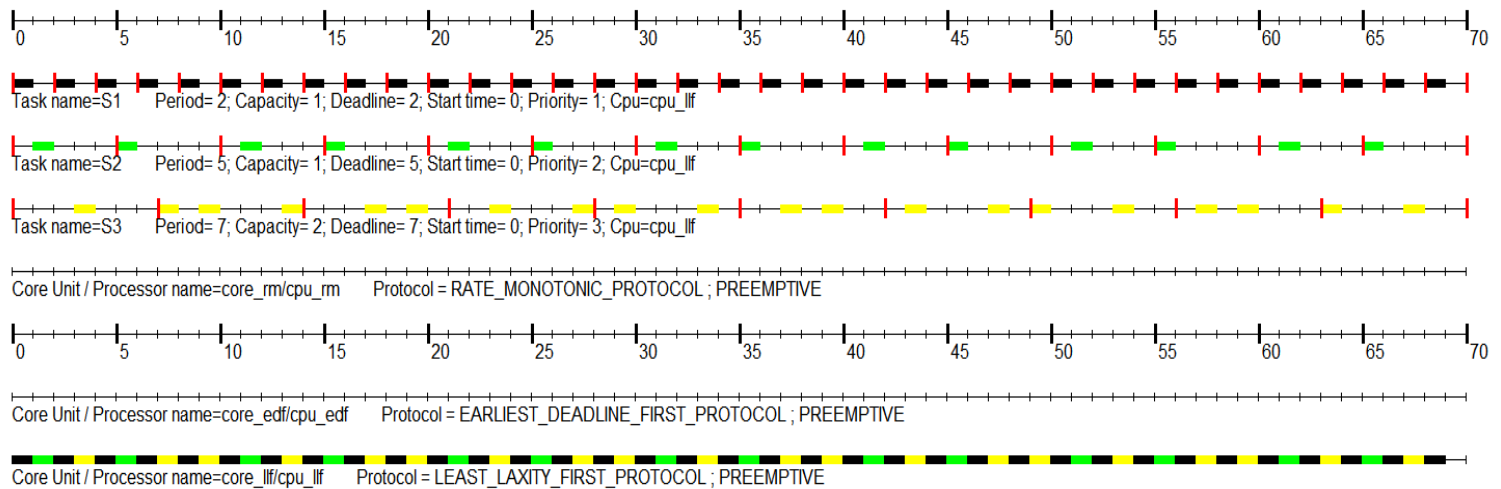 0 5 10 15 20 25 30 35 40 45 50 55 60 65 70
Task name=S1 Period= 2; Capacity= 1; Deadline= 2; Start time= 0; Priority= 1; Cpu=cpu_llf
Task name=S2 Period= 5; Capacity= 1; Deadline= 5; Start time= 0; Priority= 2; Cpu=cpu_llf
Task name=S3 Period= 7; Capacity= 2; Deadline= 7; Start time= 0; Priority= 3; Cpu=cpu_llf
Core Unit / Processor name=core_rm/cpu_rm Protocol = RATE_MONOTONIC_PROTOCOL ; PREEMPTIVE
0 5 10 15 20 25 30 35 40 45 50 55 60 65 70
Core Unit / Processor name=core_edf/cpu_edf Protocol = EARLIEST_DEADLINE_FIRST_PROTOCOL ; PREEMPTIVE
Core Unit / Processor name=core_llf/cpu_llf Protocol = LEAST_LAXITY_FIRST_PROTOCOL ; PREEMPTIVE